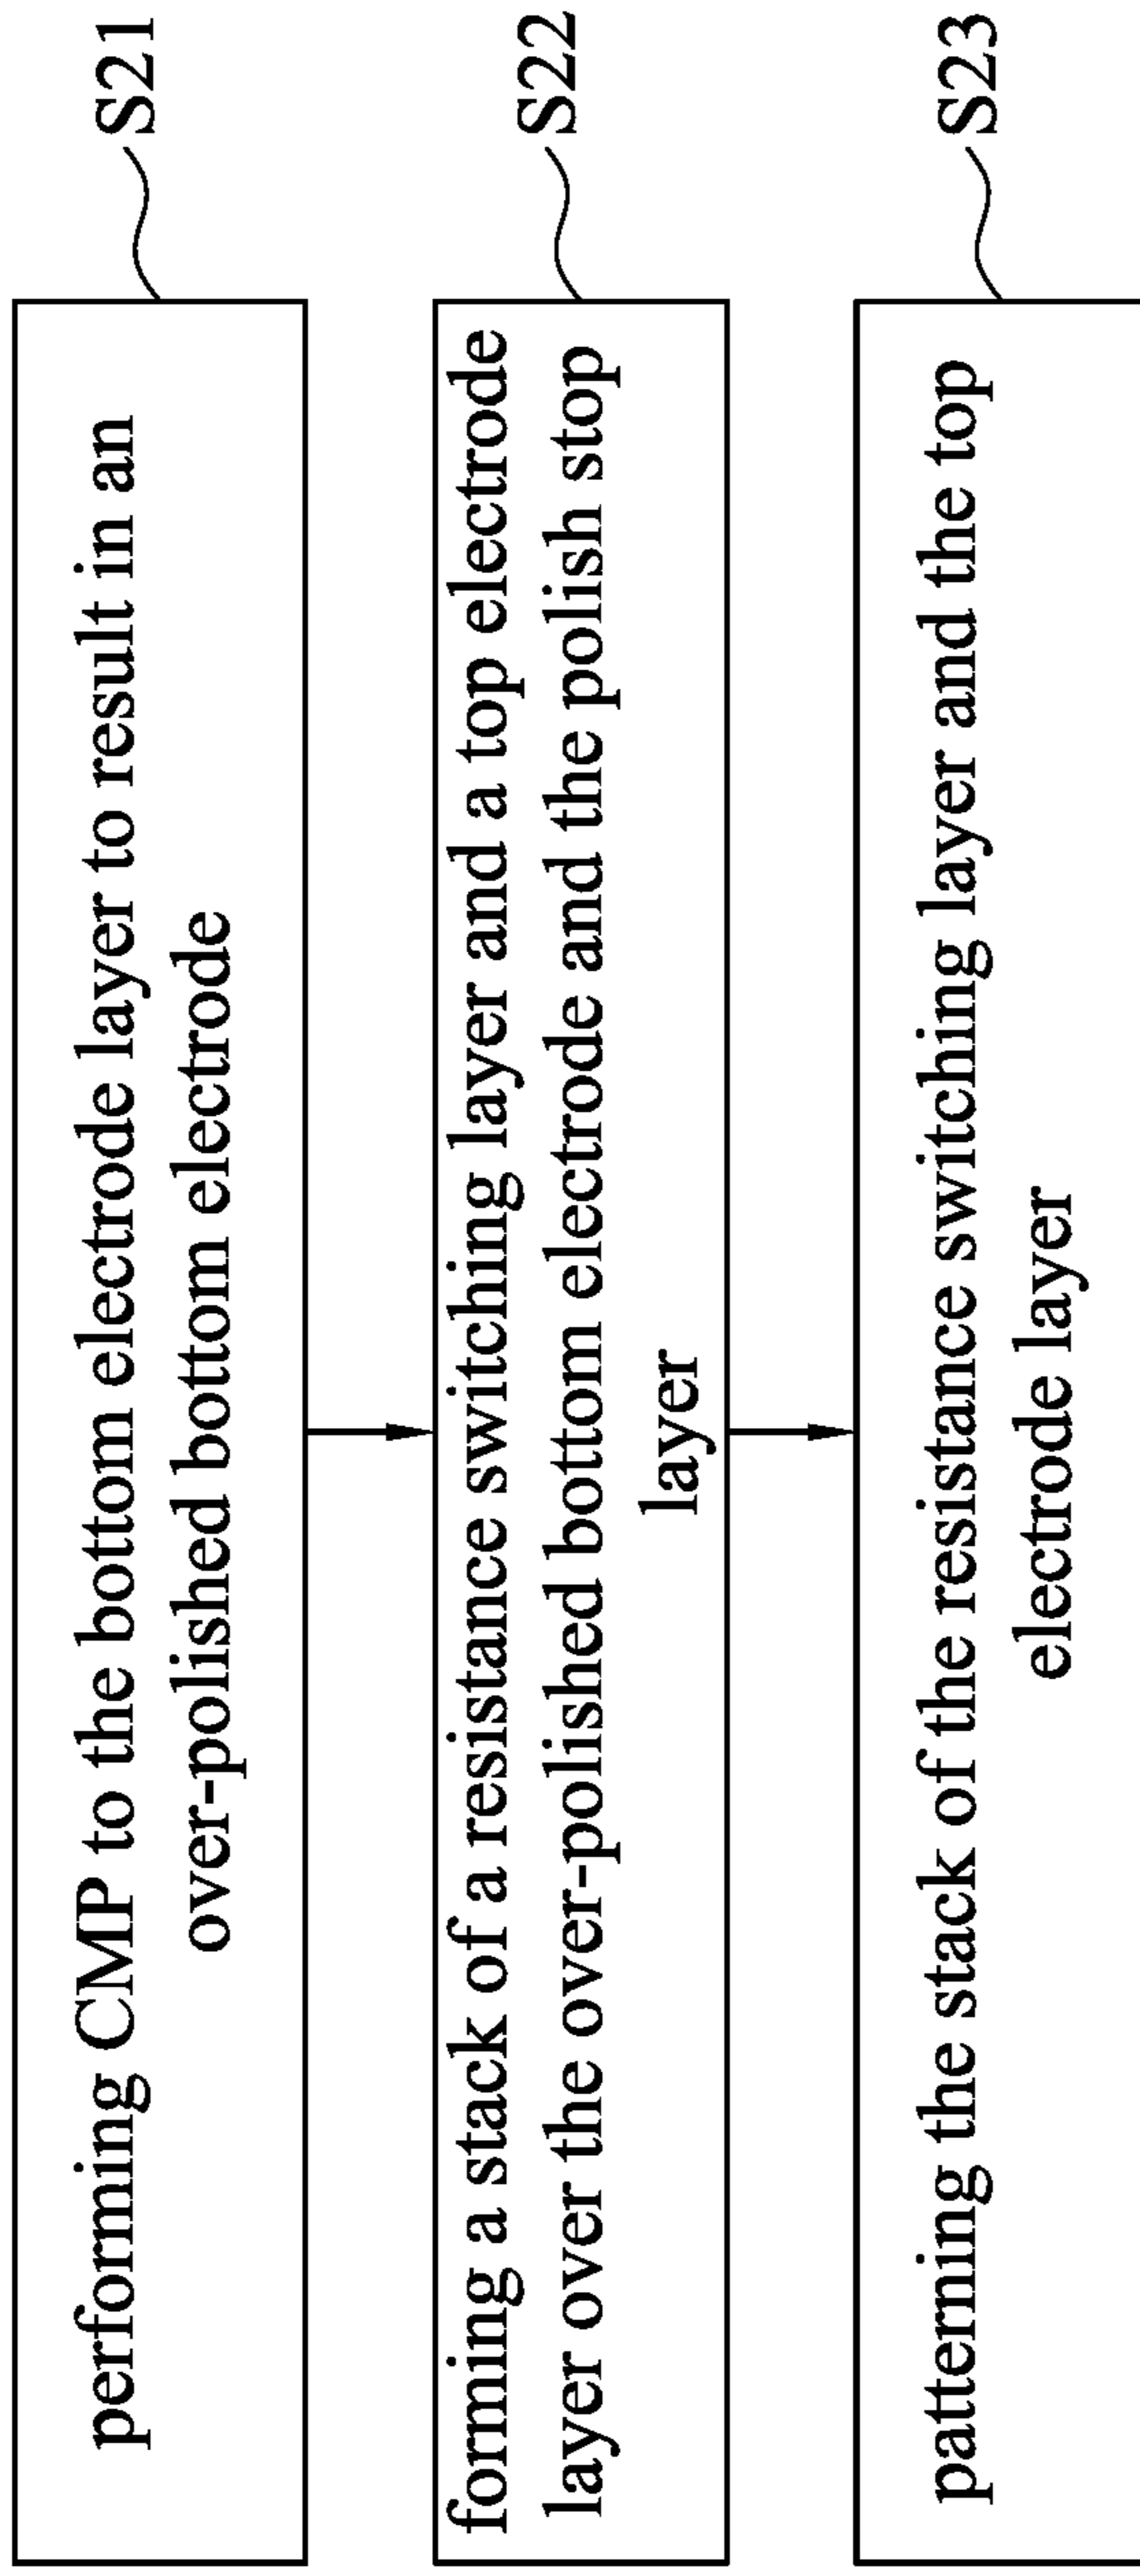 performing CMP to the bottom electrode layer to result in an
over-polished bottom electrode
S21
forming a stack of a resistance switching layer and a top electrode
layer over the over-polished bottom electrode and the polish stop
layer
S22
patterning the stack of the resistance switching layer and the top
electrode layer
S23